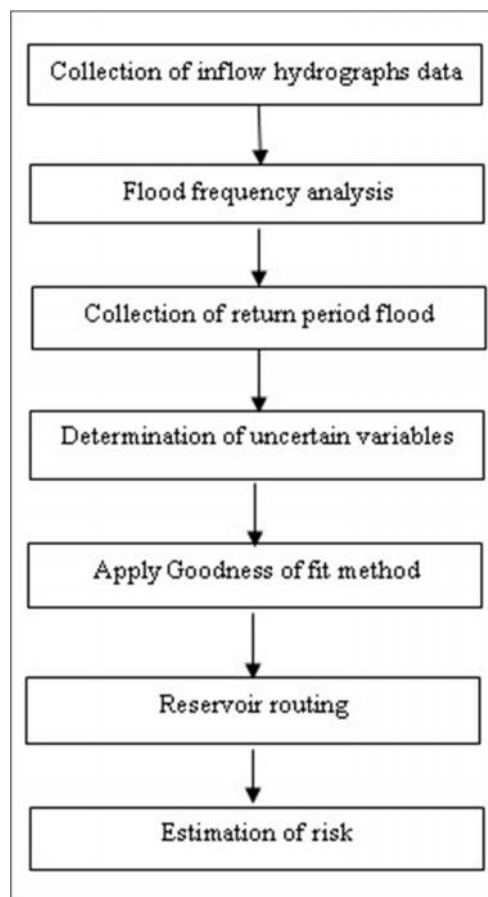 Collection of inflow hydrographs data
Flood frequency analysis
Collection of return period flood
Determination of uncertain variables
Apply Goodness of fit method
Reservoir routing
Estimation of risk